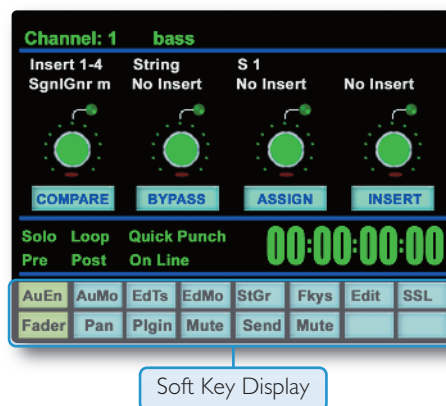 Channel: 1 bass
Insert 1-4 String S 1
SgnlGnr m No Insert No Insert No Insert
COMPARE BYPASS ASSIGN INSERT
Solo Loop Quick Punch 00:00:00:00
Pre Post On Line
AuEn AuMo EdTs EdMo StGr Fkys Edit SSL
Fader Pan Plgin Mute Send Mute
Soft Key Display